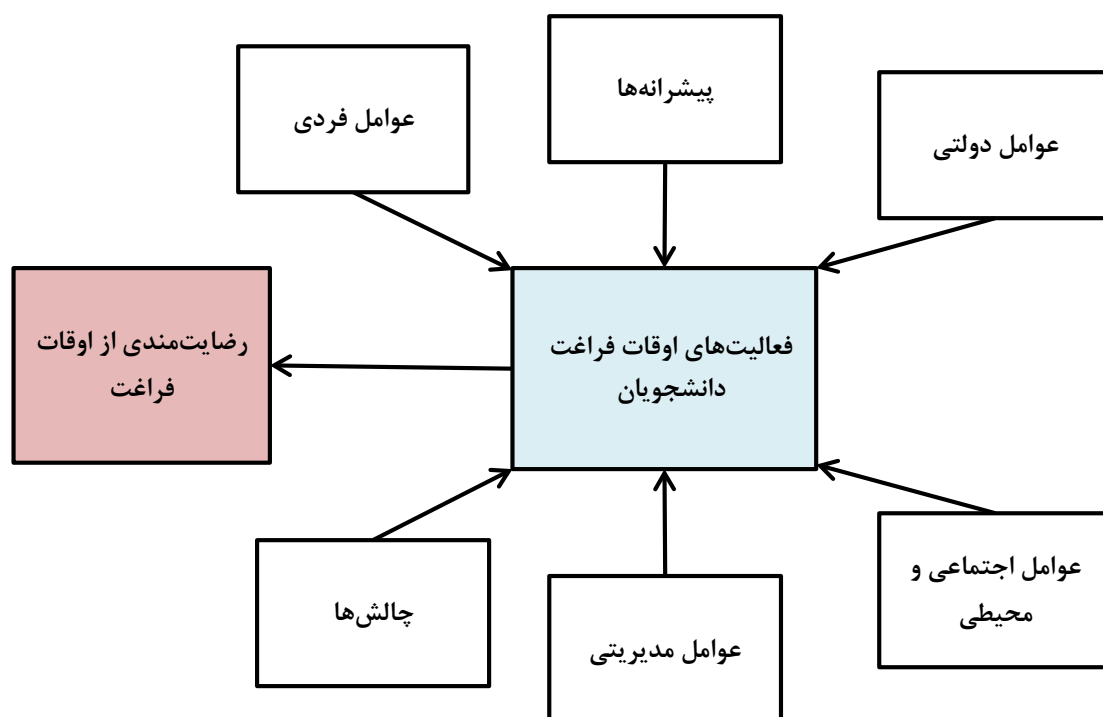 پیشرانه‌ها
عوامل فردی
عوامل دولتی
فعالیت‌های اوقات فراغت
دانشجویان
رضایت‌مندی از اوقات
فراغت
عوامل اجتماعی و
محیطی
چالش‌ها
عوامل مدیریتی